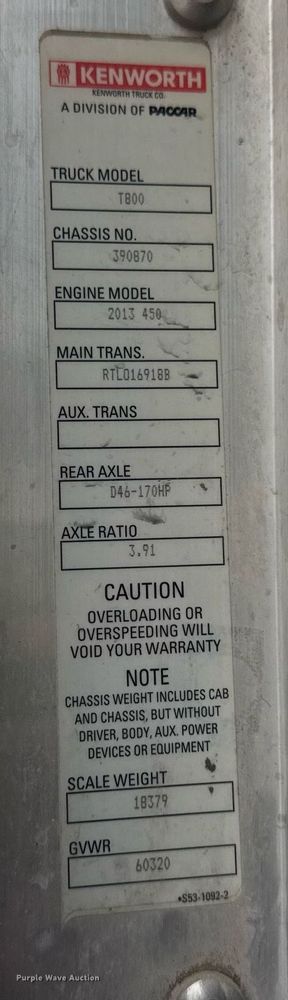 KENWORTH
KENWORTH TRUCK CO.
A DIVISION OF PACCAR
TRUCK MODEL
T800
CHASSIS NO.
390870
ENGINE MODEL
2013 450
MAIN TRANS.
RTLO16918B
AUX. TRANS
REAR AXLE
D46-170HP
AXLE RATIO
3.91
CAUTION
OVERLOADING OR
OVERSPEEDING WILL
VOID YOUR WARRANTY
NOTE
CHASSIS WEIGHT INCLUDES CAB
AND CHASSIS, BUT WITHOUT
DRIVER, BODY, AUX. POWER
DEVICES OR EQUIPMENT
SCALE WEIGHT
18379
GVWR
60320
*S53-1092-2
Purple Wave Auction